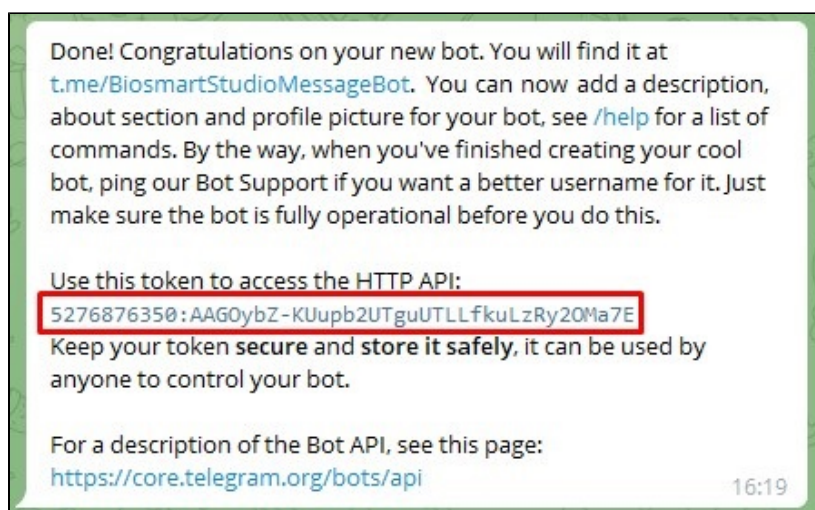 Done! Congratulations on your new bot. You will find it at
t.me/BiosmartStudioMessageBot. You can now add a description,
about section and profile picture for your bot, see /help for a list of
commands. By the way, when you've finished creating your cool
bot, ping our Bot Support if you want a better username for it. Just
make sure the bot is fully operational before you do this.
Use this token to access the HTTP API:
5276876350:AAGOybZ-KUupb2UTguUTLLfkuLzRy2OMa7E
Keep your token secure and store it safely, it can be used by
anyone to control your bot.
For a description of the Bot API, see this page:
https://core.telegram.org/bots/api
16:19